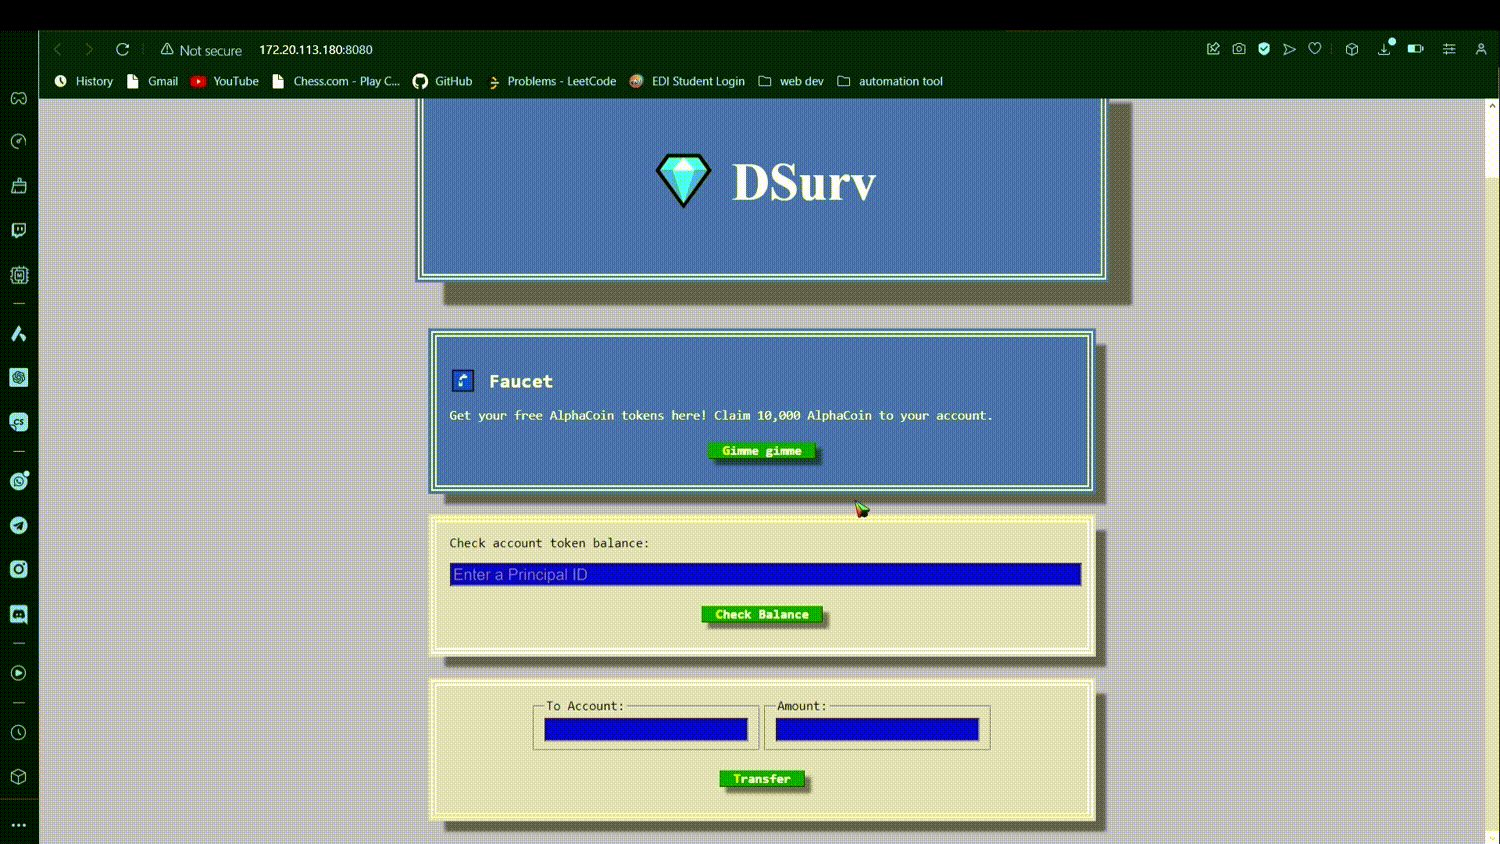 Not secure 172.20.113.180:8080
History Gmail YouTube Chess.com - Play C... GitHub Problems - LeetCode EDI Student Login web dev automation tool
DSurv
Faucet
Get your free AlphaCoin tokens here! Claim 10,000 AlphaCoin to your account.
Gimme gimme
Check account token balance:
Enter a Principal ID
Check Balance
To Account: Amount:
Transfer